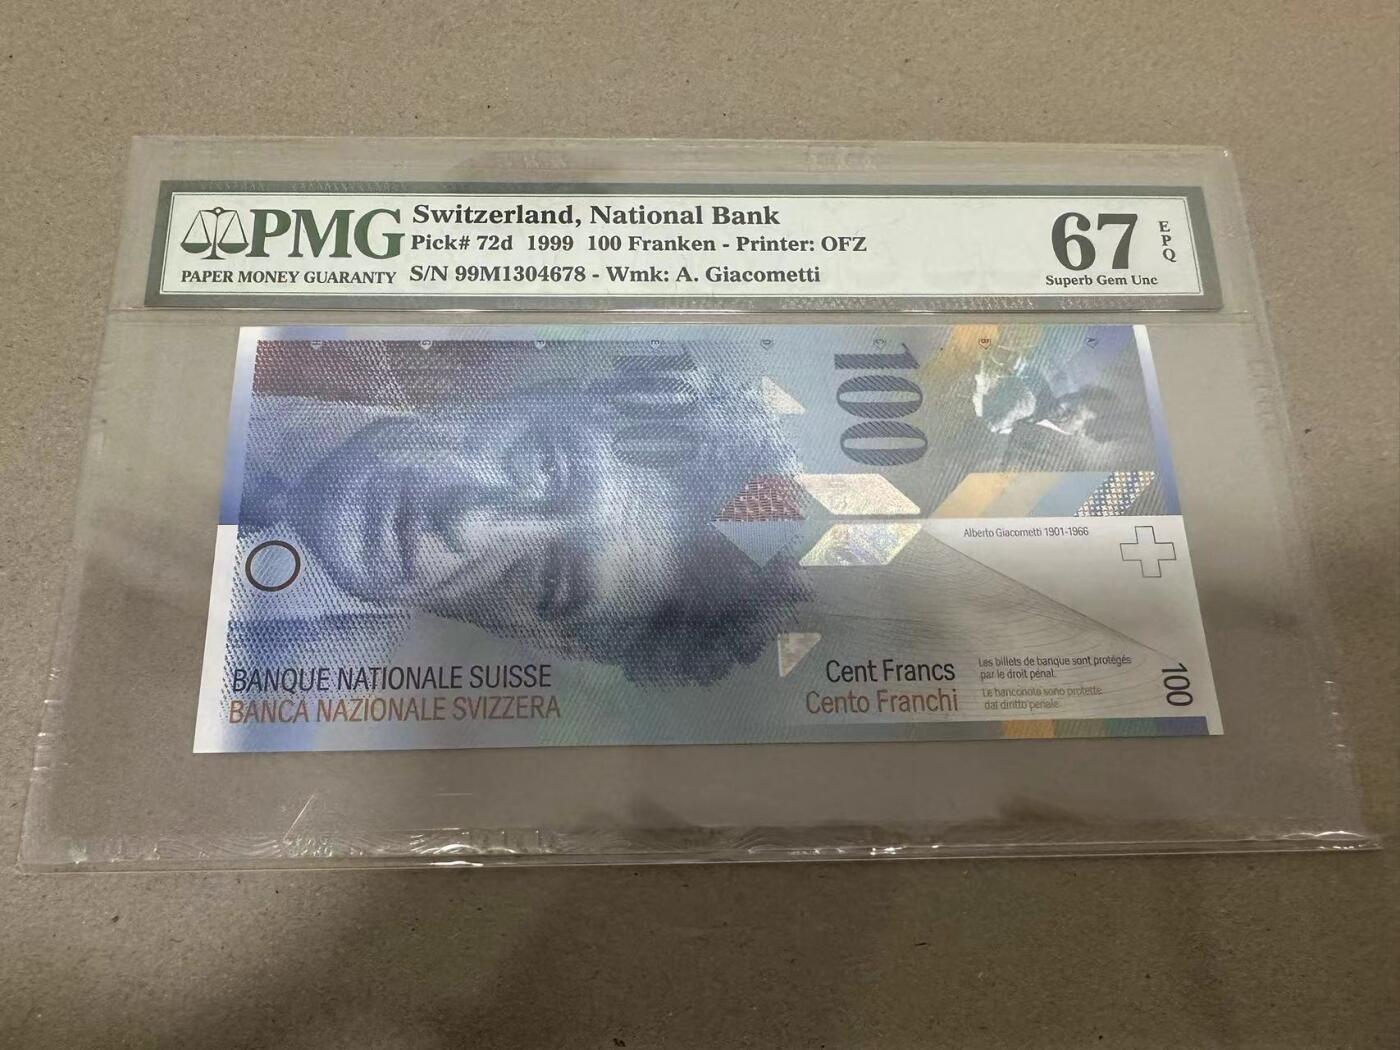 PMG
PAPER MONEY GUARANTY
Switzerland, National Bank
Pick# 72d 1999 100 Franken - Printer: OFZ
S/N 99M1304678 - Wmk: A. Giacometti
67
EPQ
Superb Gem Unc
100
100
Alberto Giacometti 1901-1966
BANQUE NATIONALE SUISSE
BANCA NAZIONALE SVIZZERA
Cent Francs
Cento Franchi
Les billets de banque sont protégés
par le droit pénal.
Le banconote sono protette
dal diritto penale.
100